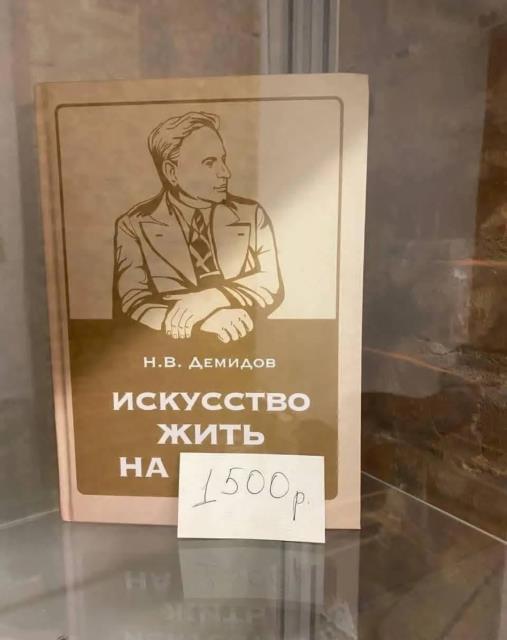 Н.В. Демидов
ИСКУССТВО
ЖИТЬ
НА
1500р.